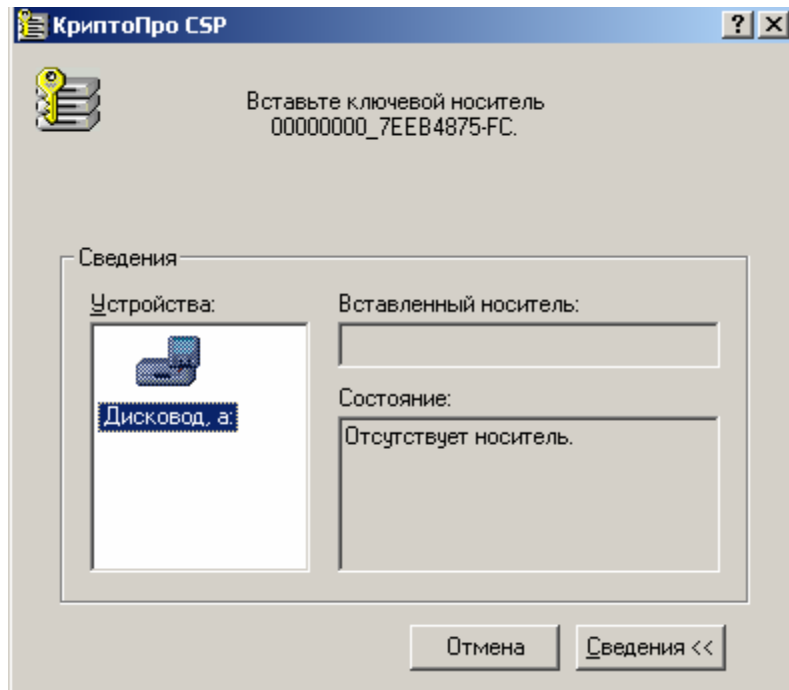 КриптоПро CSP
Вставьте ключевой носитель
00000000_7EEB4875-FC.
Сведения
Устройства:
Вставленный носитель:
Дисковод, a:
Состояние:
Отсутствует носитель.
Отмена
Сведения <<